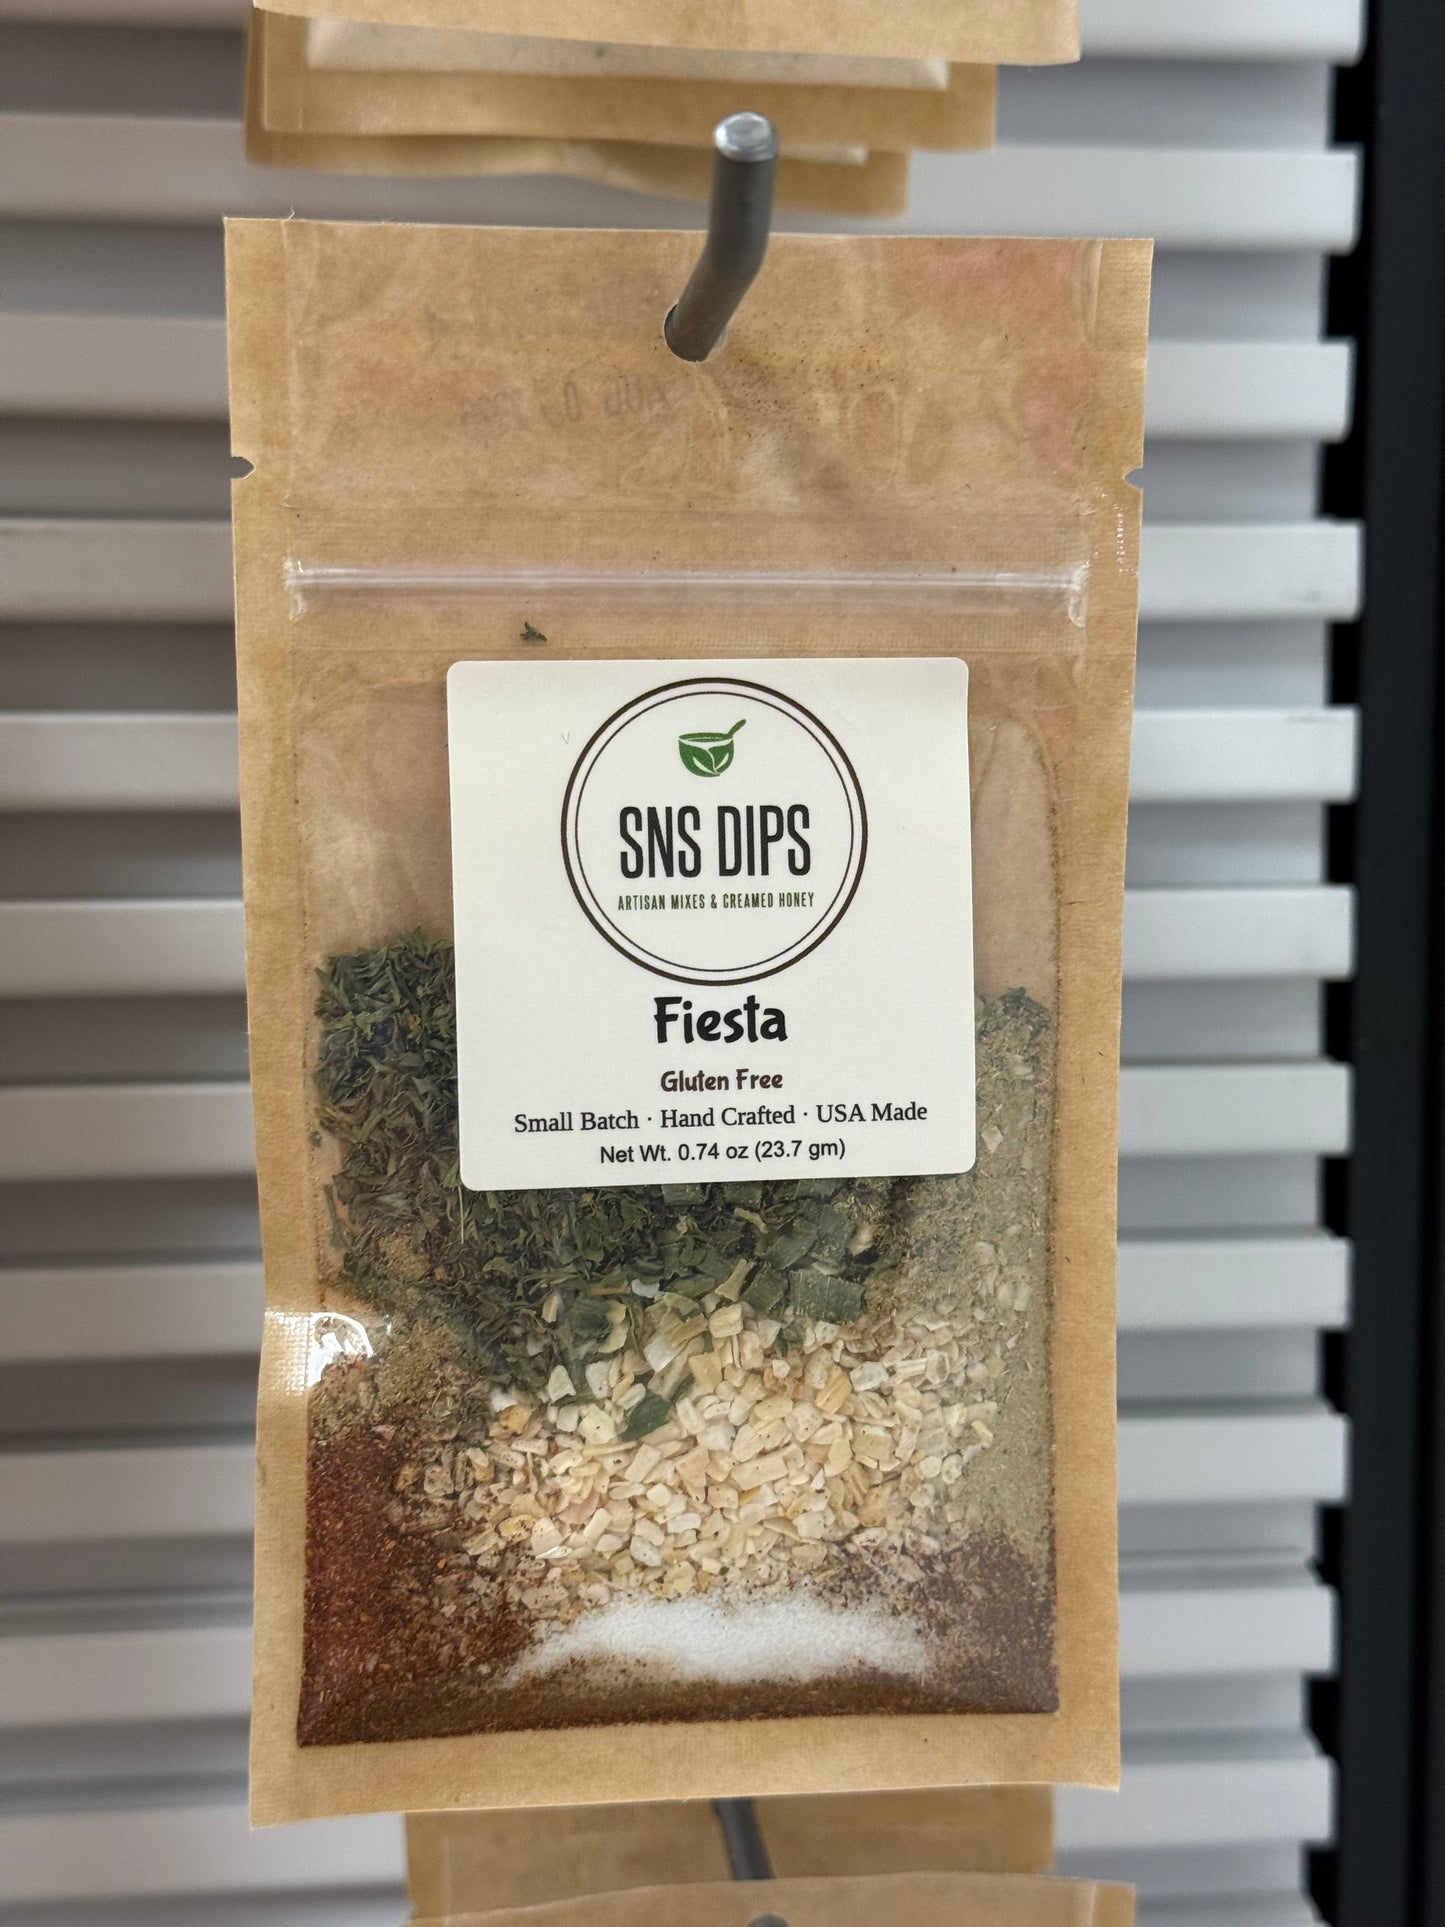 SNS DIPS
ARTISAN MIXES & CREAMED HONEY
Fiesta
Gluten Free
Small Batch · Hand Crafted · USA Made
Net Wt. 0.74 oz (23.7 gm)